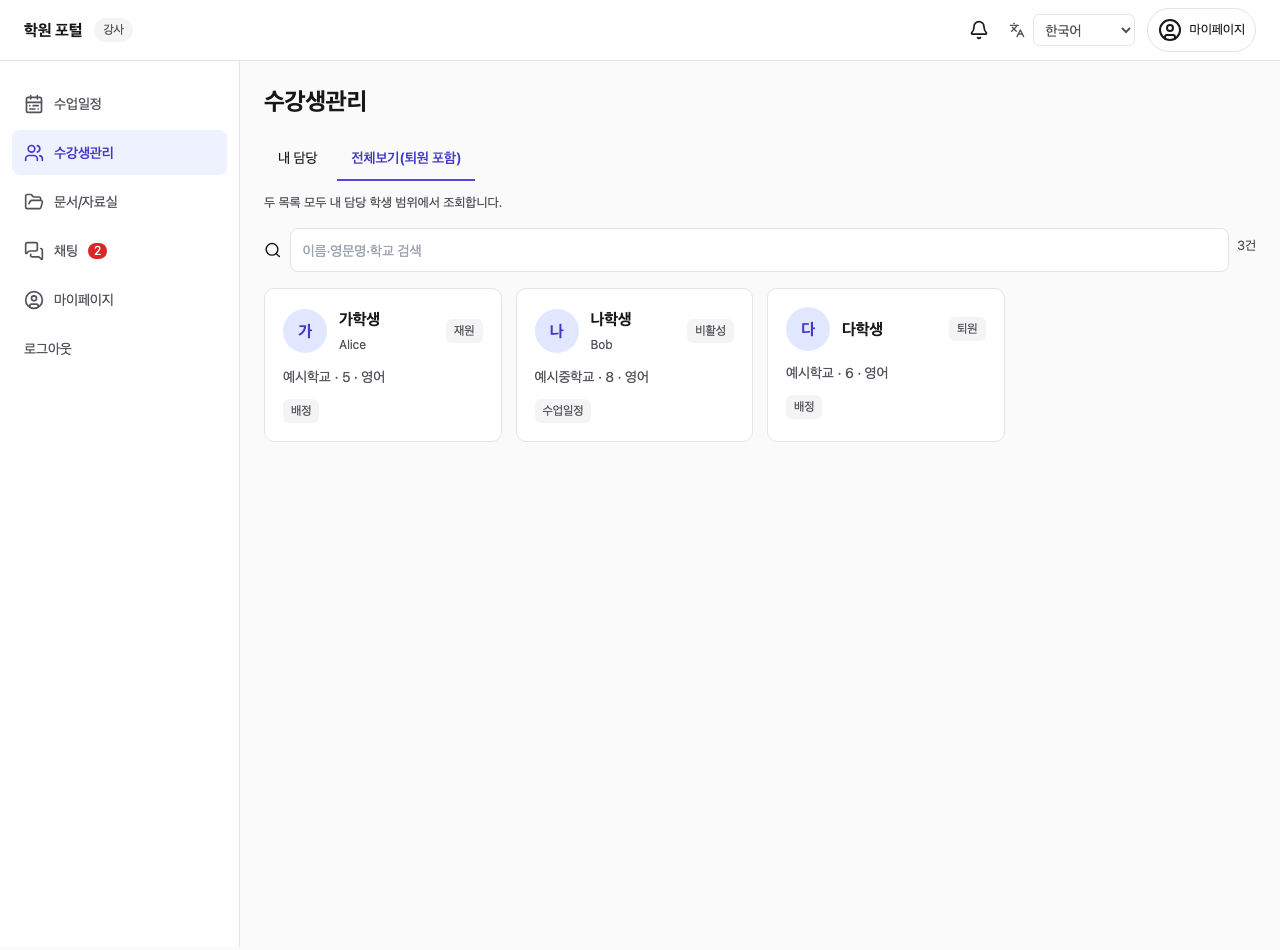 학원 포털
강사
한국어
마이페이지
수업일정
수강생관리
문서/자료실
채팅 2
마이페이지
로그아웃
수강생관리
내 담당
전체보기(퇴원 포함)
두 목록 모두 내 담당 학생 범위에서 조회합니다.
이름·영문명·학교 검색
3건
가
가학생
Alice
재원
예시학교 · 5 · 영어
배정
나
나학생
Bob
비활성
예시중학교 · 8 · 영어
수업일정
다
다학생
퇴원
예시학교 · 6 · 영어
배정